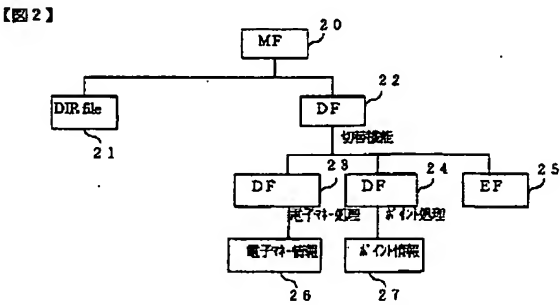 【図2】
MF
20
DIR file
21
DF
22
切替機能
DF
23
電子マネー処理
DF
24
ポイント処理
EF
25
電子マネー情報
26
ポイント情報
27